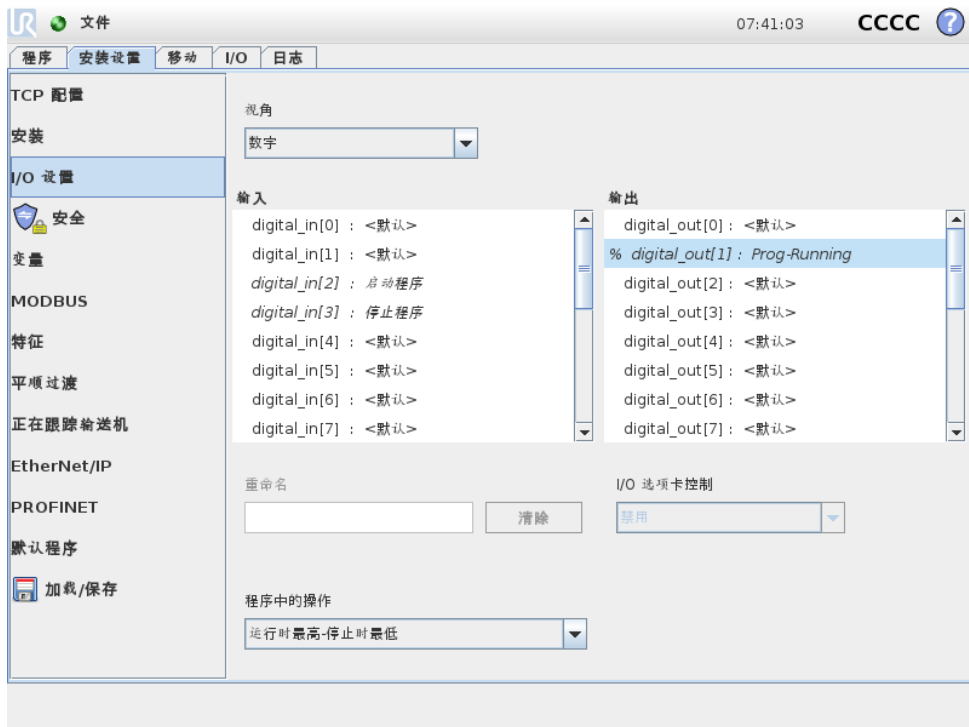 UR 文件 07:41:03 CCCC ?
程序 安装设置 移动 I/O 日志
TCP 配置
安装
I/O 设置
安全
变量
MODBUS
特征
平顺过渡
正在跟踪输送机
EtherNet/IP
PROFINET
默认程序
加载/保存
视角
数字
输入
digital_in[0] : <默认>
digital_in[1] : <默认>
digital_in[2] : 启动程序
digital_in[3] : 停止程序
digital_in[4] : <默认>
digital_in[5] : <默认>
digital_in[6] : <默认>
digital_in[7] : <默认>
输出
digital_out[0] : <默认>
% digital_out[1] : Prog-Running
digital_out[2] : <默认>
digital_out[3] : <默认>
digital_out[4] : <默认>
digital_out[5] : <默认>
digital_out[6] : <默认>
digital_out[7] : <默认>
重命名
清除
I/O 选项卡控制
禁用
程序中的操作
运行时最高-停止时最低